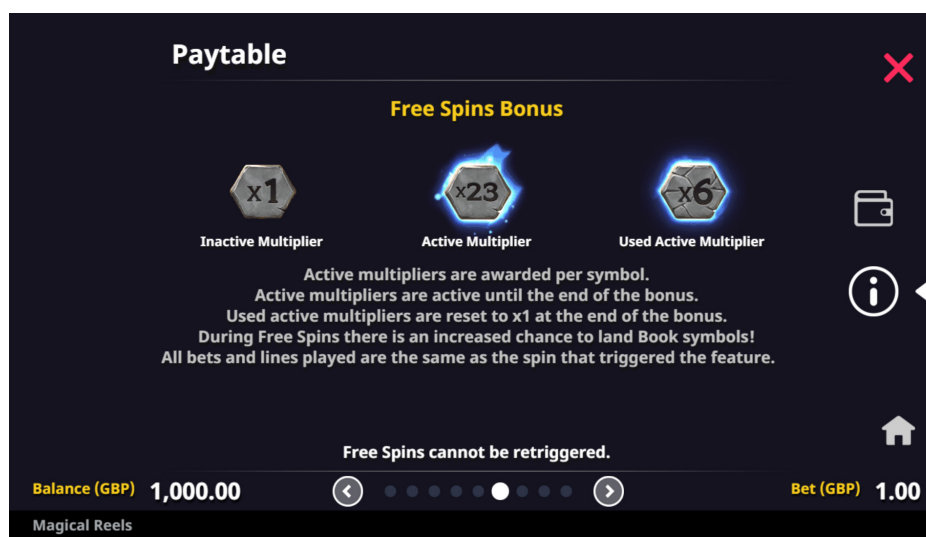 Paytable
Free Spins Bonus
x1
x23
x6
Inactive Multiplier
Active Multiplier
Used Active Multiplier
Active multipliers are awarded per symbol.
Active multipliers are active until the end of the bonus.
Used active multipliers are reset to x1 at the end of the bonus.
During Free Spins there is an increased chance to land Book symbols!
All bets and lines played are the same as the spin that triggered the feature.
Free Spins cannot be retriggered.
Balance (GBP) 1,000.00
Bet (GBP) 1.00
Magical Reels